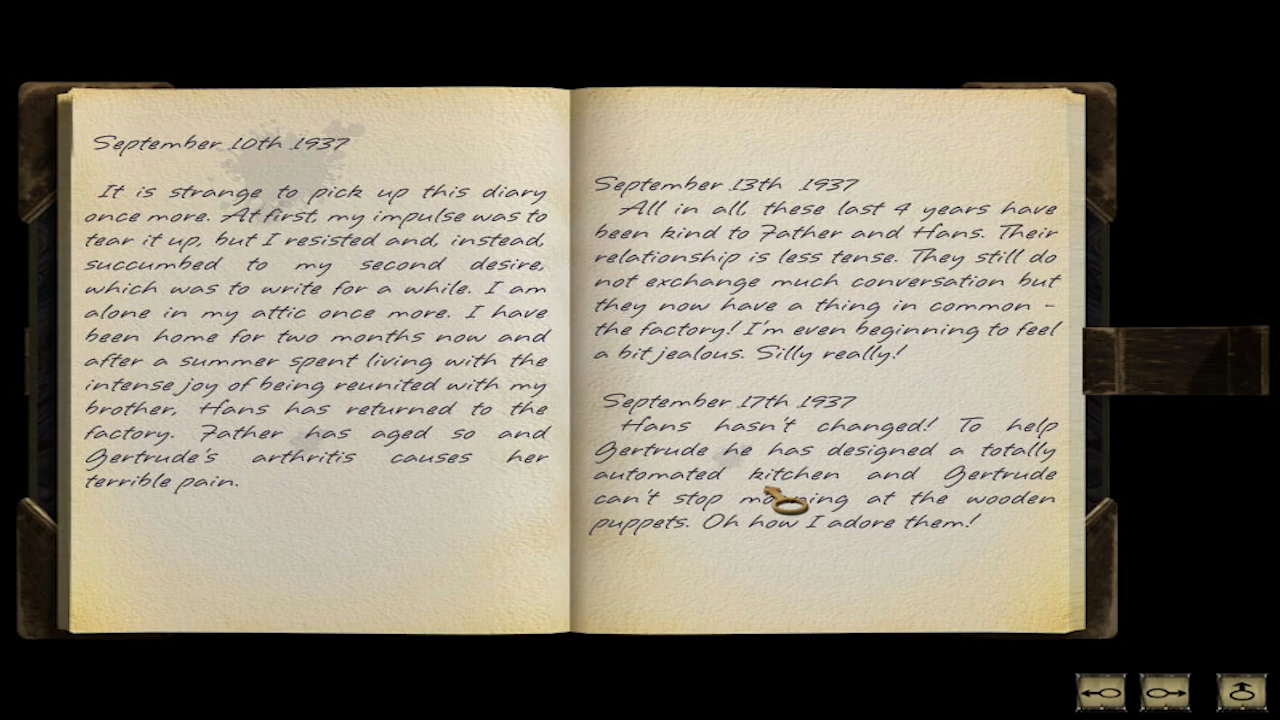 September 10th 1937
It is strange to pick up this diary
once more. At first, my impulse was to
tear it up, but I resisted and, instead,
succumbed to my second desire,
which was to write for a while. I am
alone in my attic once more. I have
been home for two months now and
after a summer spent living with the
intense joy of being reunited with my
brother, Hans has returned to the
factory. Father has aged so and
Gertrude's arthritis causes her
terrible pain.
September 13th 1937
All in all, these last 4 years have
been kind to Father and Hans. Their
relationship is less tense. They still do
not exchange much conversation but
they now have a thing in common -
the factory! I'm even beginning to feel
a bit jealous. Silly really!
September 17th 1937
Hans hasn't changed! To help
Gertrude he has designed a totally
automated kitchen and Gertrude
can't stop at the wooden
puppets. Oh how I adore them!